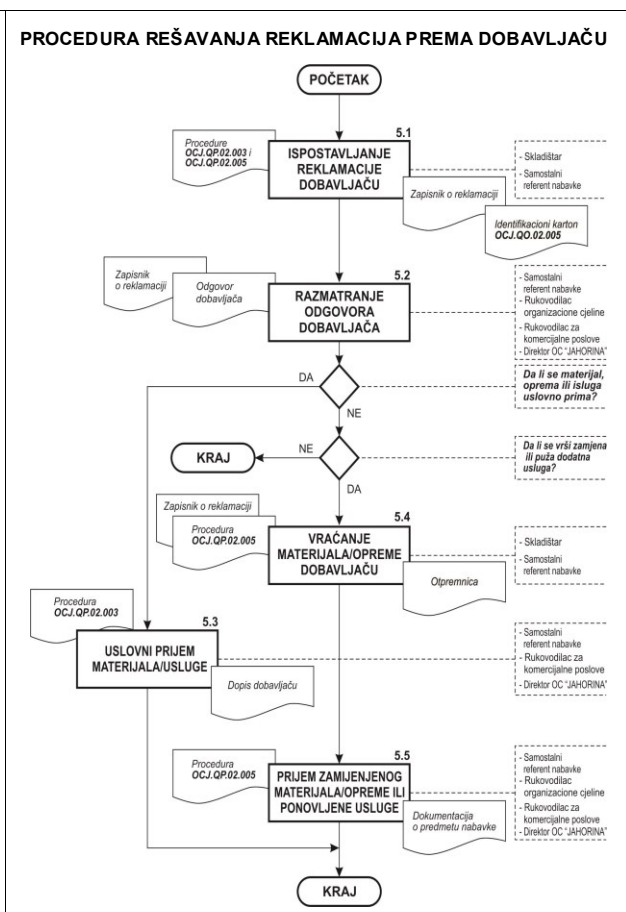 PROCEDURA REŠAVANJA REKLAMACIJA PREMA DOBAVLJAČU
POČETAK
5.1
Procedure
OCJ.QP.02.003 i
OCJ.QP.02.005
ISPOSTAVLJANJE
REKLAMACIJE
DOBAVLJAČU
- Skladištar
- Samostalni
referent nabavke
Zapisnik o reklamaciji
Identifikacioni karton
OCJ.QO.02.005
5.2
Zapisnik
o reklamaciji
Odgovor
dobavljača
RAZMATRANJE
ODGOVORA
DOBAVLJAČA
- Samostalni
referent nabavke
- Rukovodilac
organizacione cjeline
- Rukovodilac za
komercijalne poslove
- Direktor OC "JAHORINA"
DA
NE
Da li se materijal,
oprema ili isluga
uslovno prima?
NE
KRAJ
DA
Da li se vrši zamjena
ili puža dodatna
usluga?
5.4
Zapisnik o reklamaciji
Procedura
OCJ.QP.02.005
VRAĆANJE
MATERIJALA/OPREME
DOBAVLJAČU
- Skladištar
- Samostalni
referent nabavke
Otpremnica
Procedura
OCJ.QP.02.003
5.3
USLOVNI PRIJEM
MATERIJALA/USLUGE
- Samostalni
referent nabavke
- Rukovodilac za
komercijalne poslove
- Direktor OC "JAHORINA"
Dopis dobavljaču
5.5
Procedura
OCJ.QP.02.005
PRIJEM ZAMIJENJENOG
MATERIJALA/OPREME ILI
PONOVLJENE USLUGE
- Samostalni
referent nabavke
- Rukovodilac
organizacione cjeline
- Rukovodilac za
komercijalne poslove
- Direktor OC "JAHORINA"
Dokumentacija
o predmetu nabavke
KRAJ